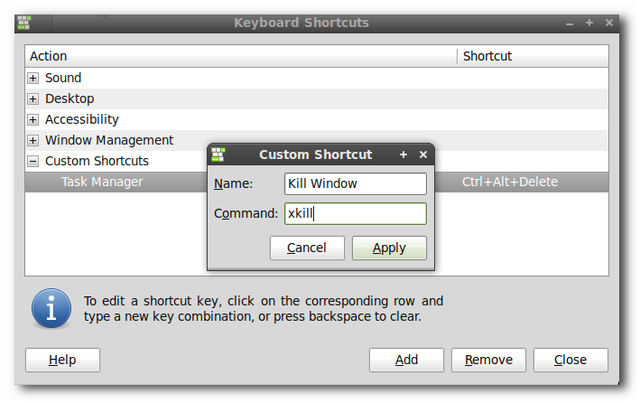 Keyboard Shortcuts
Action Shortcut
Sound
Desktop
Accessibility
Window Management
Custom Shortcuts
Task Manager Ctrl+Alt+Delete
Custom Shortcut
Name: Kill Window
Command: xkill
Cancel Apply
To edit a shortcut key, click on the corresponding row and
type a new key combination, or press backspace to clear.
Help Add Remove Close